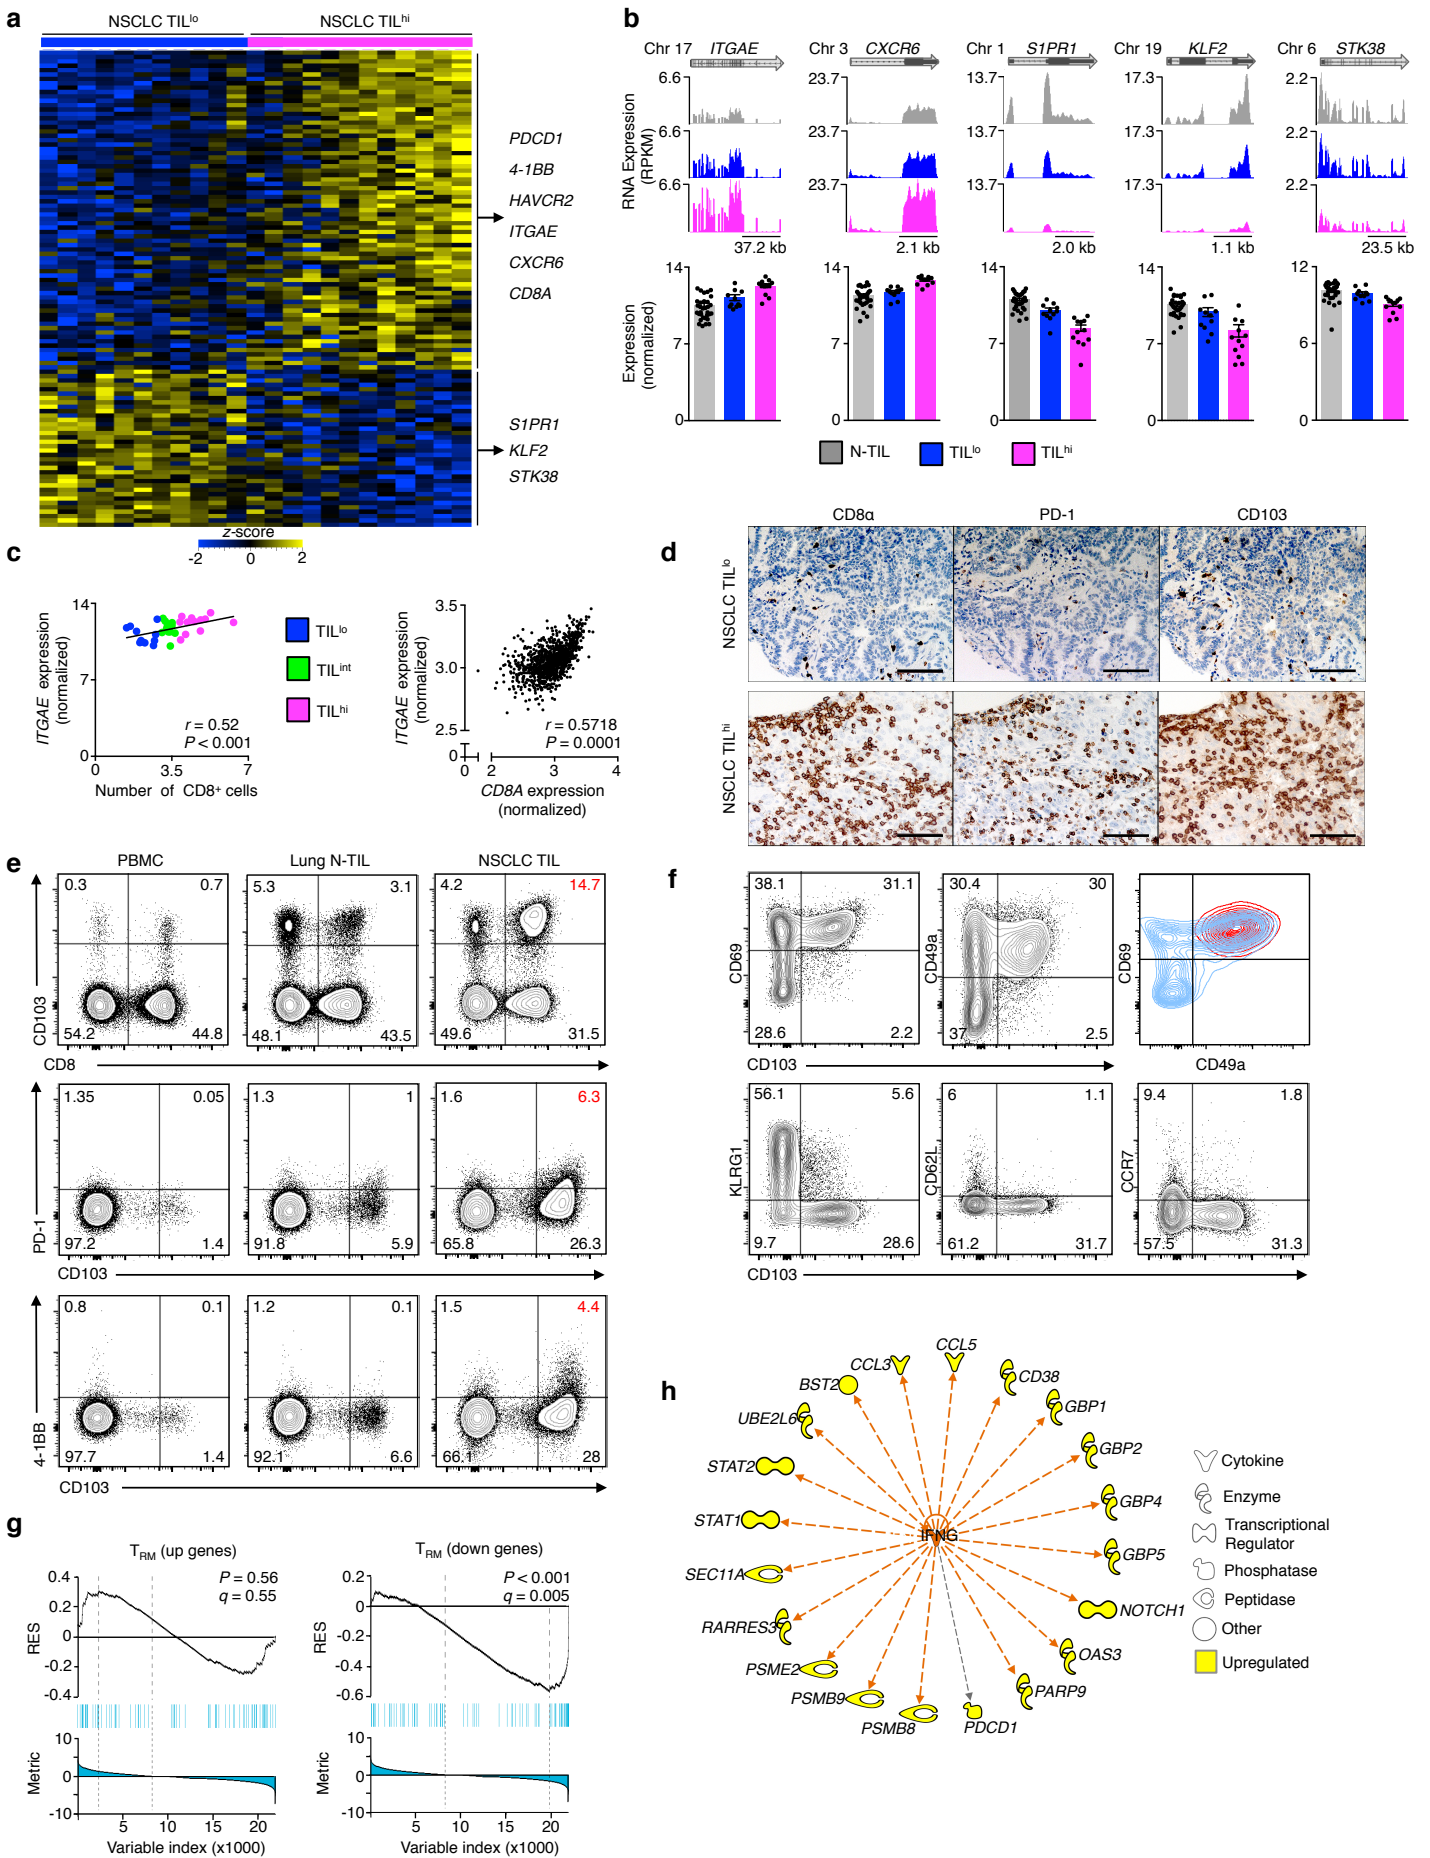 a
NSCLC TILlo NSCLC TILhi
PDCD1
4-1BB
HAVCR2
ITGAE
CXCR6
CD8A
S1PR1
KLF2
STK38
z-score
-2 0 2
b
Chr 17 ITGAE Chr 3 CXCR6 Chr 1 S1PR1 Chr 19 KLF2 Chr 6 STK38
RNA Expression
(RPKM)
6.6 23.7 13.7 17.3 2.2
6.6 23.7 13.7 17.3 2.2
6.6 23.7 13.7 17.3 2.2
37.2 kb 2.1 kb 2.0 kb 1.1 kb 23.5 kb
Expression
(normalized)
14 14 14 14 12
7 7 7 7 6
0 0 0 0 0
N-TIL TILlo TILhi
c
ITGAE expression
(normalized)
14
7
0
r = 0.52
P < 0.001
0 3.5 7
Number of CD8+ cells
TILlo
TILint
TILhi
ITGAE expression
(normalized)
3.5
3.0
2.5
0
r = 0.5718
P = 0.0001
0 2 3 4
CD8A expression
(normalized)
d
CD8α PD-1 CD103
NSCLC TILlo
NSCLC TILhi
e
PBMC Lung N-TIL NSCLC TIL
0.3 0.7 5.3 3.1 4.2 14.7
CD103
54.2 44.8 48.1 43.5 49.6 31.5
CD8
1.35 0.05 1.3 1 1.6 6.3
PD-1
97.2 1.4 91.8 5.9 65.8 26.3
CD103
0.8 0.1 1.2 0.1 1.5 4.4
4-1BB
97.7 1.4 92.1 6.6 66.1 28
CD103
f
38.1 31.1 30.4 30
CD69 CD49a CD69
28.6 2.2 37 2.5
CD103 CD49a
56.1 5.6 6 1.1 9.4 1.8
KLRG1 CD62L CCR7
9.7 28.6 61.2 31.7 57.5 31.3
CD103
g
TRM (up genes)
P = 0.56
q = 0.55
RES
0.4
0.2
0
-0.2
-0.4
Metric
10
0
-10
5 10 15 20
Variable index (x1000)
TRM (down genes)
P < 0.001
q = 0.005
RES
0.2
0
-0.2
-0.4
-0.6
Metric
10
0
-10
5 10 15 20
Variable index (x1000)
h
CCL5
CCL3
CD38
BST2
GBP1
UBE2L6
GBP2
STAT2
GBP4
STAT1
IFNG
GBP5
SEC11A
NOTCH1
RARRES3
OAS3
PSME2
PARP9
PSMB9
PSMB8
PDCD1
Cytokine
Enzyme
Transcriptional
Regulator
Phosphatase
Peptidase
Other
Upregulated